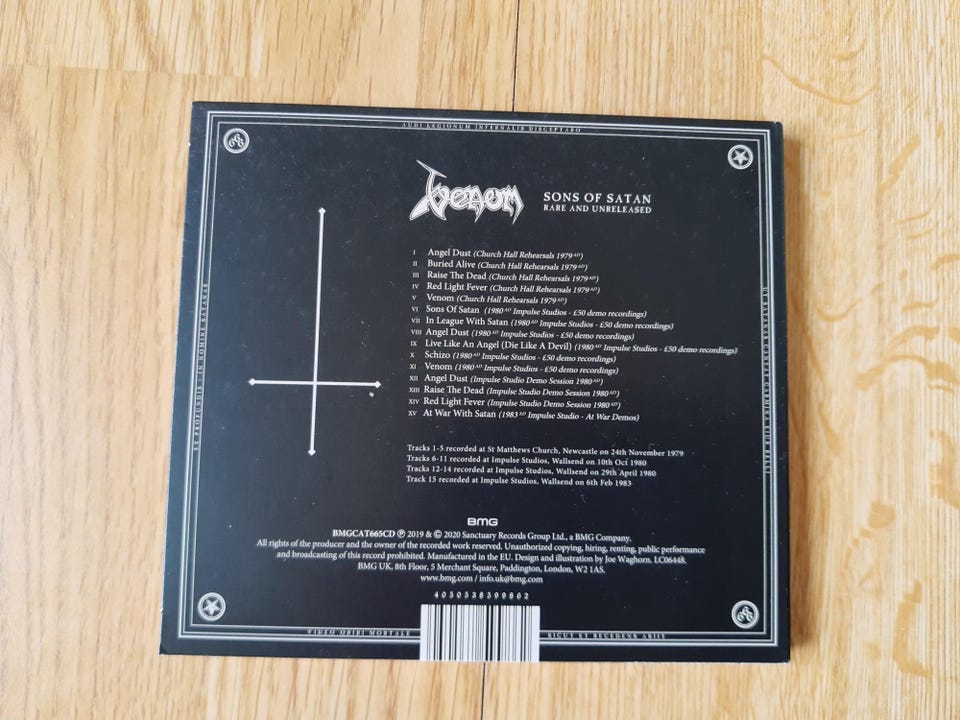 AUDI LEGIONUM INFERNALIS DISCEPTARO
666
Venom
SONS OF SATAN
RARE AND UNRELEASED
I Angel Dust (Church Hall Rehearsals 1979 AD)
II Buried Alive (Church Hall Rehearsals 1979 AD)
III Raise The Dead (Church Hall Rehearsals 1979 AD)
IV Red Light Fever (Church Hall Rehearsals 1979 AD)
V Venom (Church Hall Rehearsals 1979 AD)
VI Sons Of Satan (1980 AD Impulse Studios - £50 demo recordings)
VII In League With Satan (1980 AD Impulse Studios - £50 demo recordings)
VIII Angel Dust (1980 AD Impulse Studios - £50 demo recordings)
IX Live Like An Angel (Die Like A Devil) (1980 AD Impulse Studios - £50 demo recordings)
X Schizo (1980 AD Impulse Studios - £50 demo recordings)
XI Venom (1980 AD Impulse Studios - £50 demo recordings)
XII Angel Dust (Impulse Studio Demo Session 1980 AD)
XIII Raise The Dead (Impulse Studio Demo Session 1980 AD)
XIV Red Light Fever (Impulse Studio Demo Session 1980 AD)
XV At War With Satan (1983 AD Impulse Studio - At War Demos)
Tracks 1-5 recorded at St Matthews Church, Newcastle on 24th November 1979
Tracks 6-11 recorded at Impulse Studios, Wallsend on 10th Oct 1980
Tracks 12-14 recorded at Impulse Studios, Wallsend on 29th April 1980
Track 15 recorded at Impulse Studios, Wallsend on 6th Feb 1983
BMG
BMGCAT665CD ℗ 2019 & © 2020 Sanctuary Records Group Ltd., a BMG Company.
All rights of the producer and the owner of the recorded work reserved. Unauthorized copying, hiring, renting, public performance
and broadcasting of this record prohibited. Manufactured in the EU. Design and illustration by Joe Waghorn. LC06448.
BMG UK, 8th Floor, 5 Merchant Square, Paddington, London, W2 1AS.
www.bmg.com / info.uk@bmg.com
4050538599862
666
EX PROFUNDIS - IN NOMINE SATANAS
VIDEO
MORTALE
SICUT ET RECEDENS ABIIT